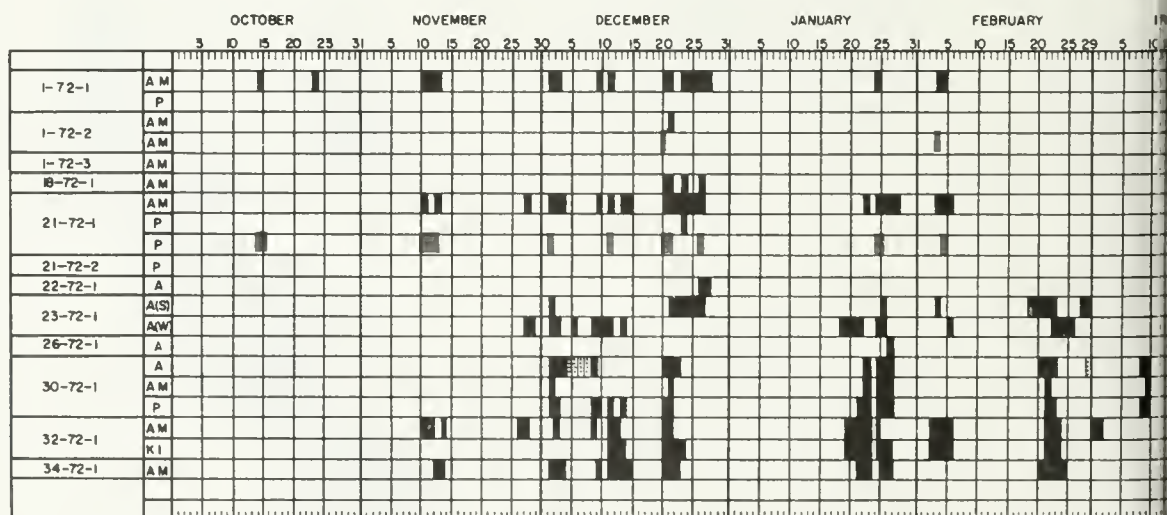 OCTOBER NOVEMBER DECEMBER JANUARY FEBRUARY
3 10 15 20 23 31 5 10 20 25 30 5 10 15 20 23 31 5 10 15 20 25 31 5 10 15 20 25 29 5 10
1-72-1 AM
P
1-72-2 AM
AM
1-72-3 AM
18-72-1 AM
21-72-1 AM
P
P
21-72-2 P
22-72-1 A
23-72-1 A(S)
A(W)
26-72-1 A
30-72-1 A
AM
P
32-72-1 AM
KI
34-72-1 AM